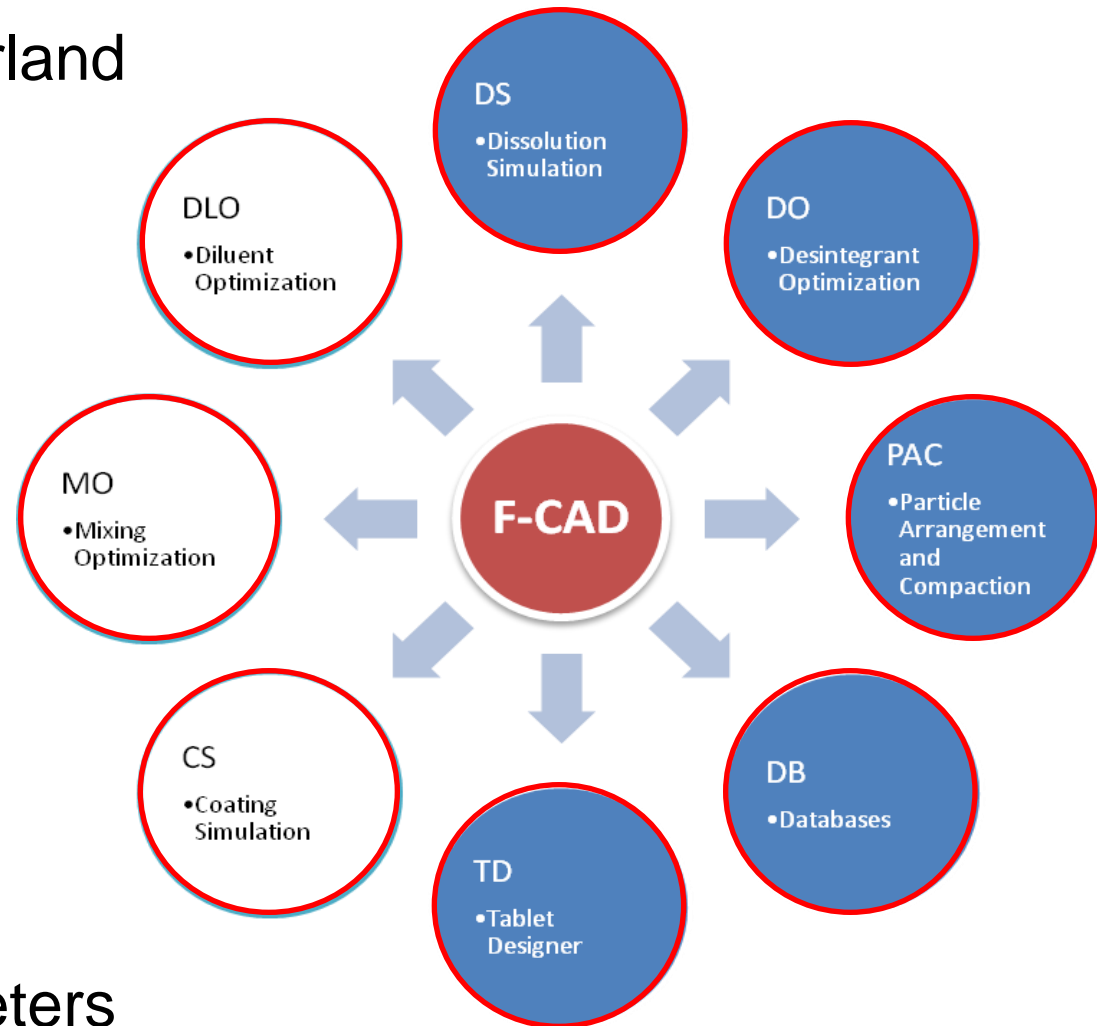 rland
DS
•Dissolution
Simulation
DLO
•Diluent
Optimization
DO
•Desintegrant
Optimization
MO
•Mixing
Optimization
F-CAD
PAC
•Particle
Arrangement
and
Compaction
CS
•Coating
Simulation
DB
•Databases
TD
•Tablet
Designer
eters